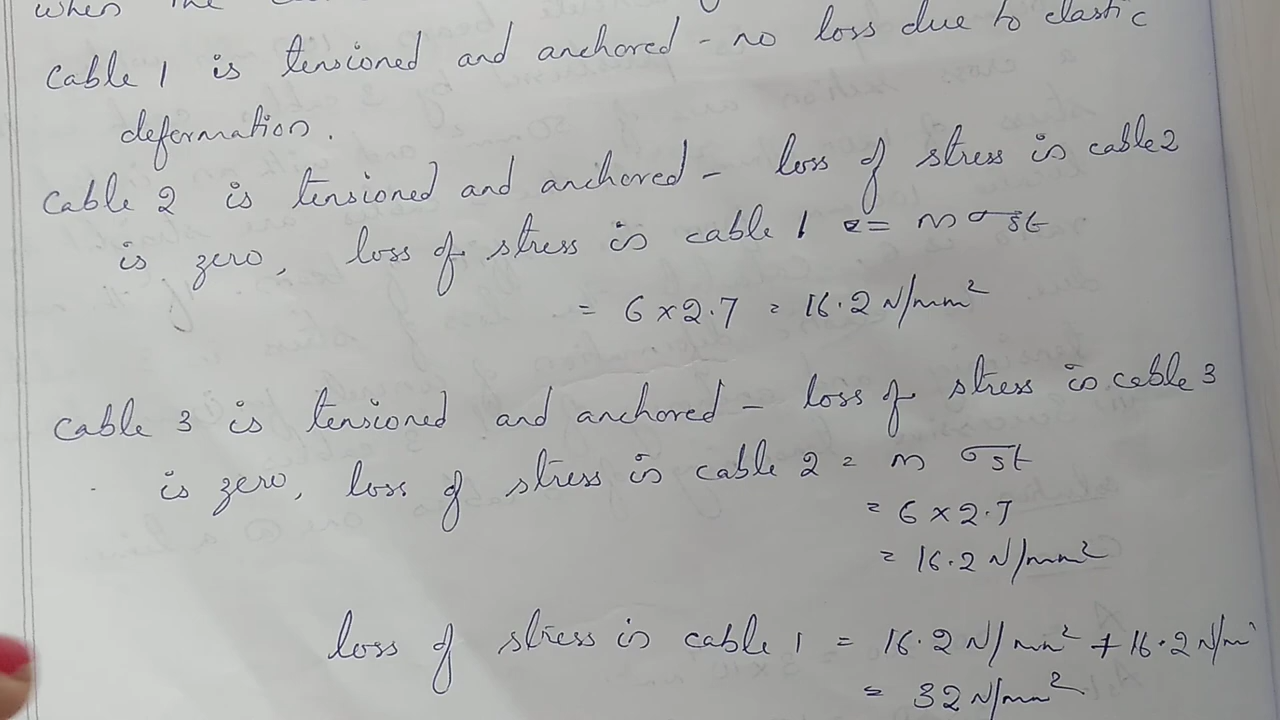 when the
Cable 1 is tensioned and anchored - no loss due to elastic
deformation.
Cable 2 is tensioned and anchored - loss of stress in cable 2
is zero, loss of stress in cable 1 = m σst
= 6 × 2.7 = 16.2 N/mm²
Cable 3 is tensioned and anchored - loss of stress in cable 3
is zero, loss of stress in cable 2 = m σst
= 6 × 2.7
= 16.2 N/mm²
loss of stress in cable 1 = 16.2 N/mm² + 16.2 N/m
= 32 N/mm²